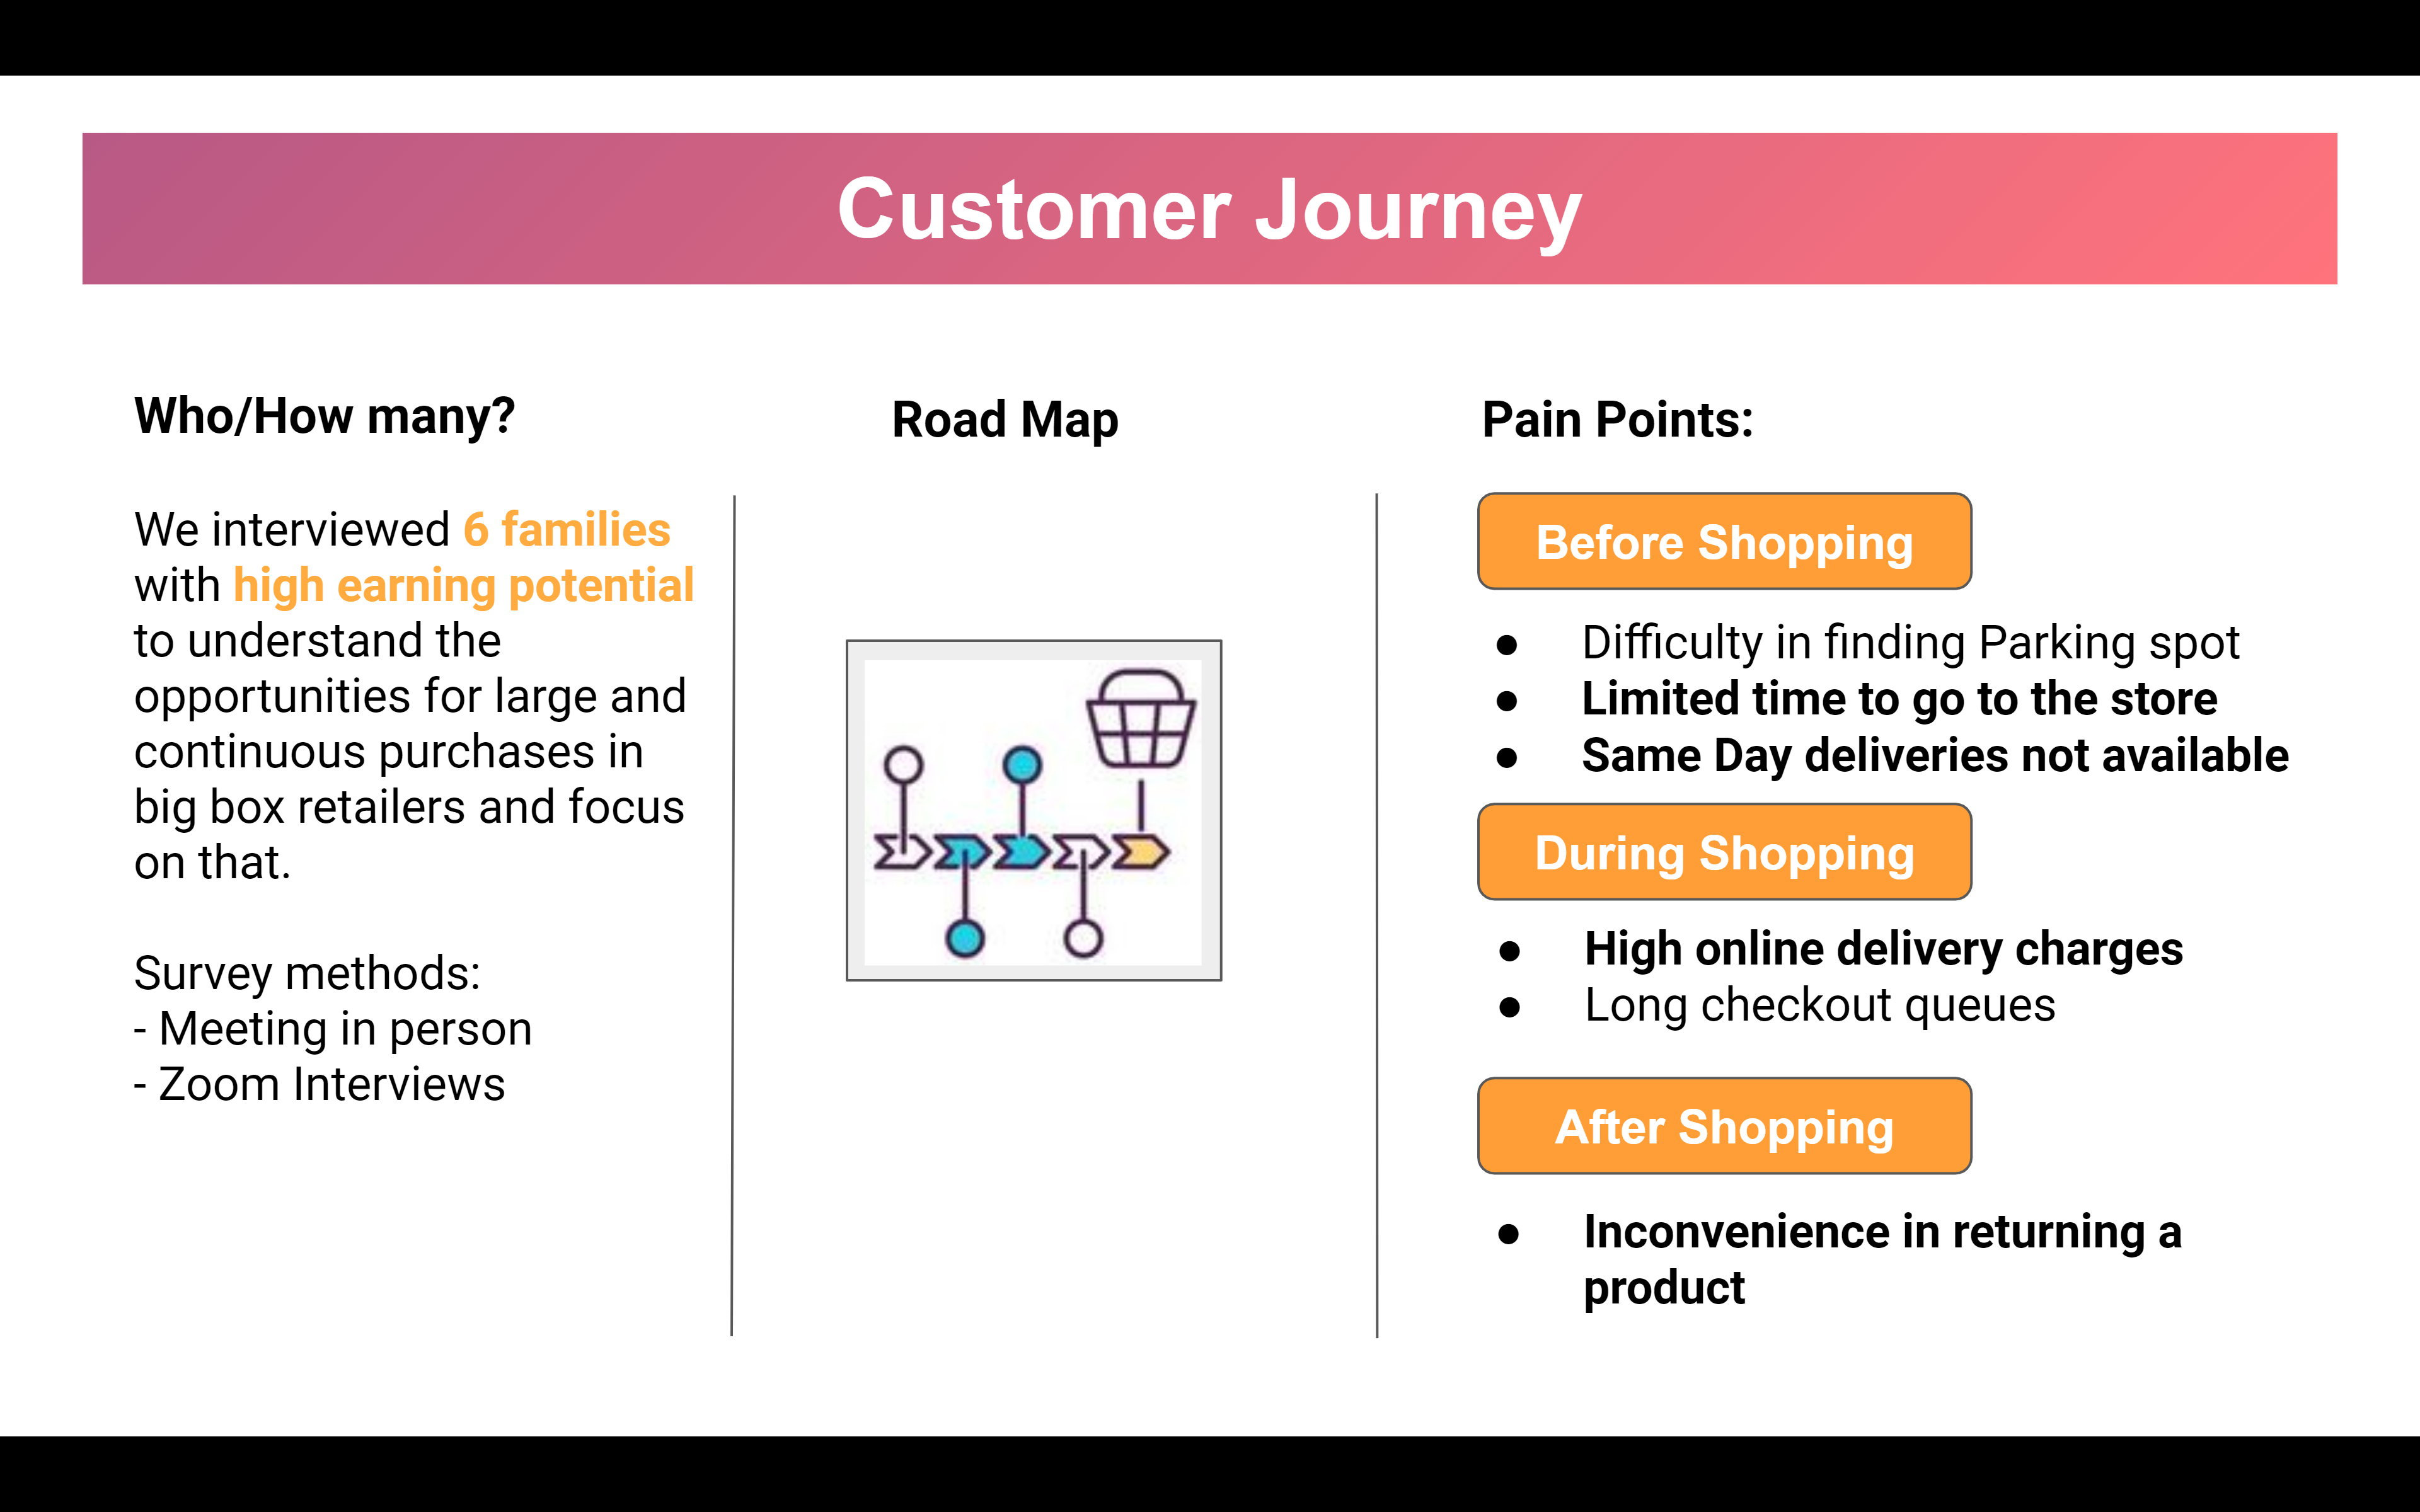 Customer Journey
Who/How many?
We interviewed 6 families
with high earning potential
to understand the
opportunities for large and
continuous purchases in
big box retailers and focus
on that.
Survey methods:
- Meeting in person
- Zoom Interviews
Road Map
Pain Points:
Before Shopping
● Difficulty in finding Parking spot
● Limited time to go to the store
● Same Day deliveries not available
During Shopping
● High online delivery charges
● Long checkout queues
After Shopping
● Inconvenience in returning a
product